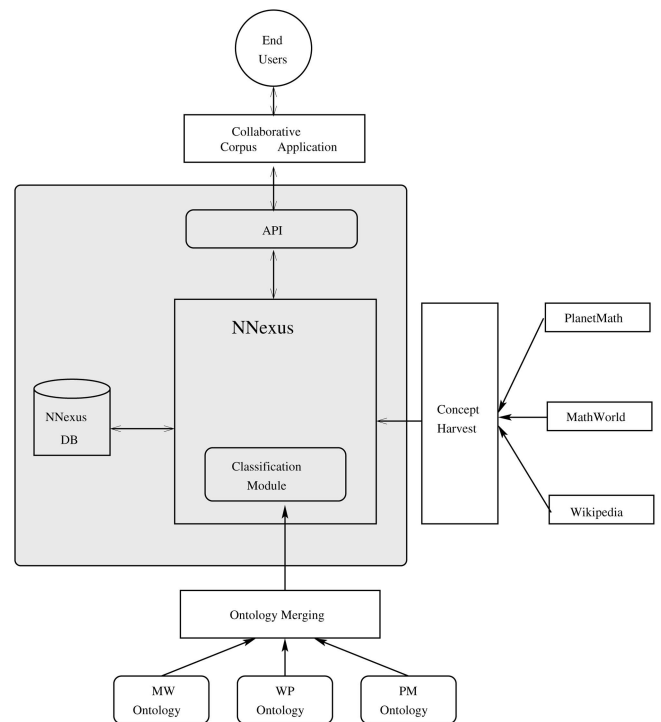 End
Users
Collaborative
Corpus Application
API
NNexus
PlanetMath
NNexus
DB
Concept
Harvest
MathWorld
Classification
Module
Wikipedia
Ontology Merging
MW
Ontology
WP
Ontology
PM
Ontology